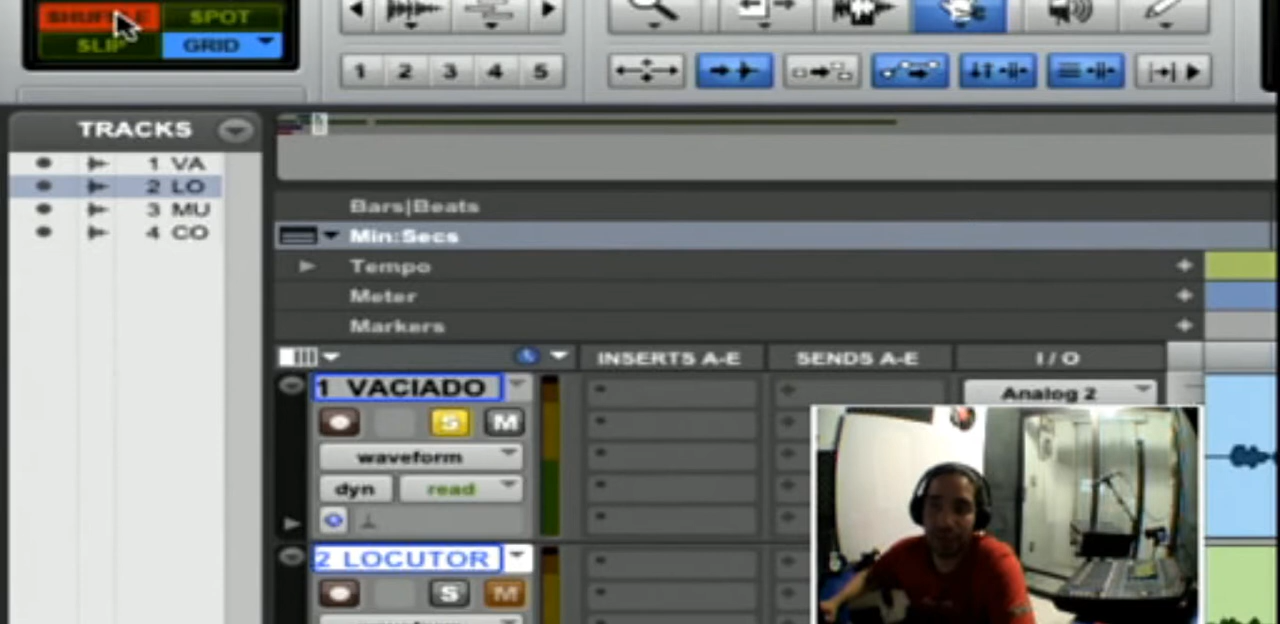 SHUFFLE SPOT
SLIP GRID
1 2 3 4 5
TRACKS
1 VA
2 LO
3 MU
4 CO
Bars|Beats
Min:Secs
Tempo
Meter
Markers
INSERTS A-E SENDS A-E I / O
1 VACIADO
Analog 2
S M
waveform
dyn read
2 LOCUTOR
S M